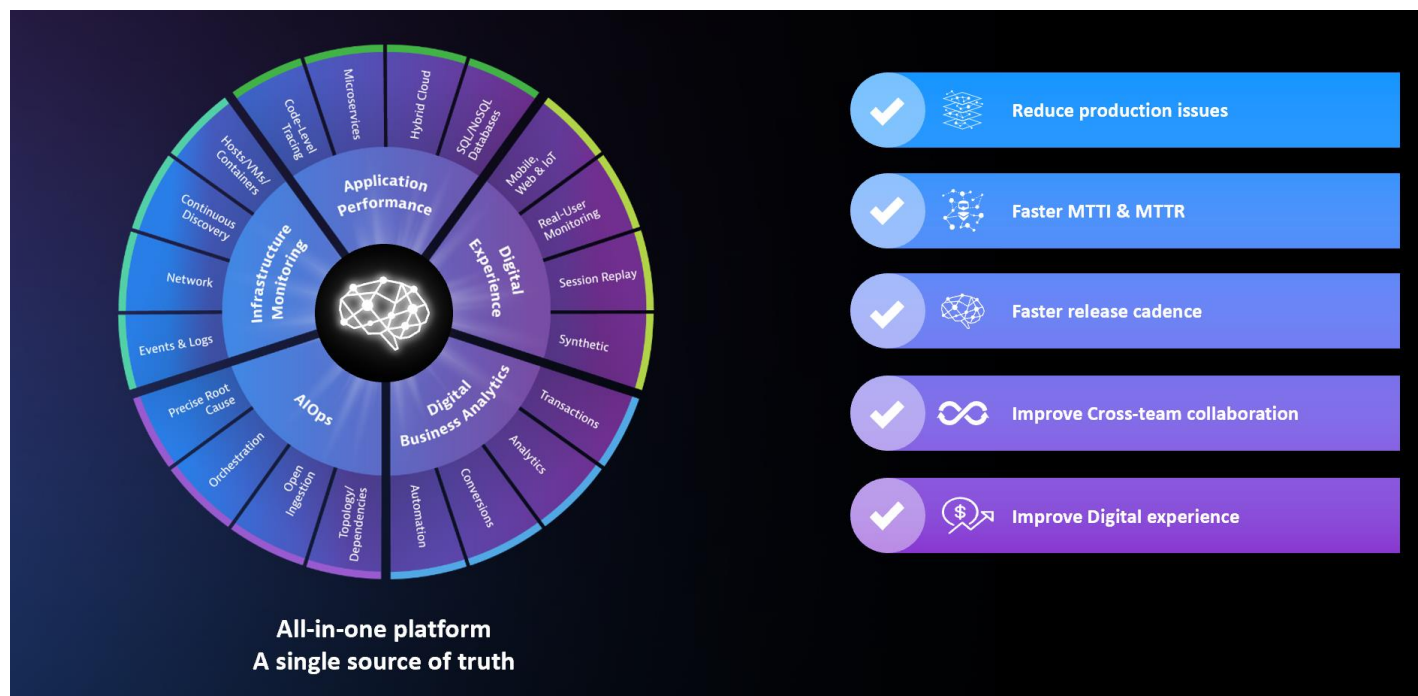 Application
Performance
Code-Level
Tracing
Microservices
Hybrid Cloud
SQL/NoSQL
Databases
Digital
Experience
Mobile,
Web & IoT
Real-User
Monitoring
Session Replay
Synthetic
Digital
Business Analytics
Transactions
Analytics
Conversions
Automation
AIOps
Topology/
Dependencies
Open
Ingestion
Orchestration
Precise Root
Cause
Infrastructure
Monitoring
Events & Logs
Network
Continuous
Discovery
Hosts/VMs/
Containers
All-in-one platform
A single source of truth
Reduce production issues
Faster MTTI & MTTR
Faster release cadence
Improve Cross-team collaboration
$
Improve Digital experience